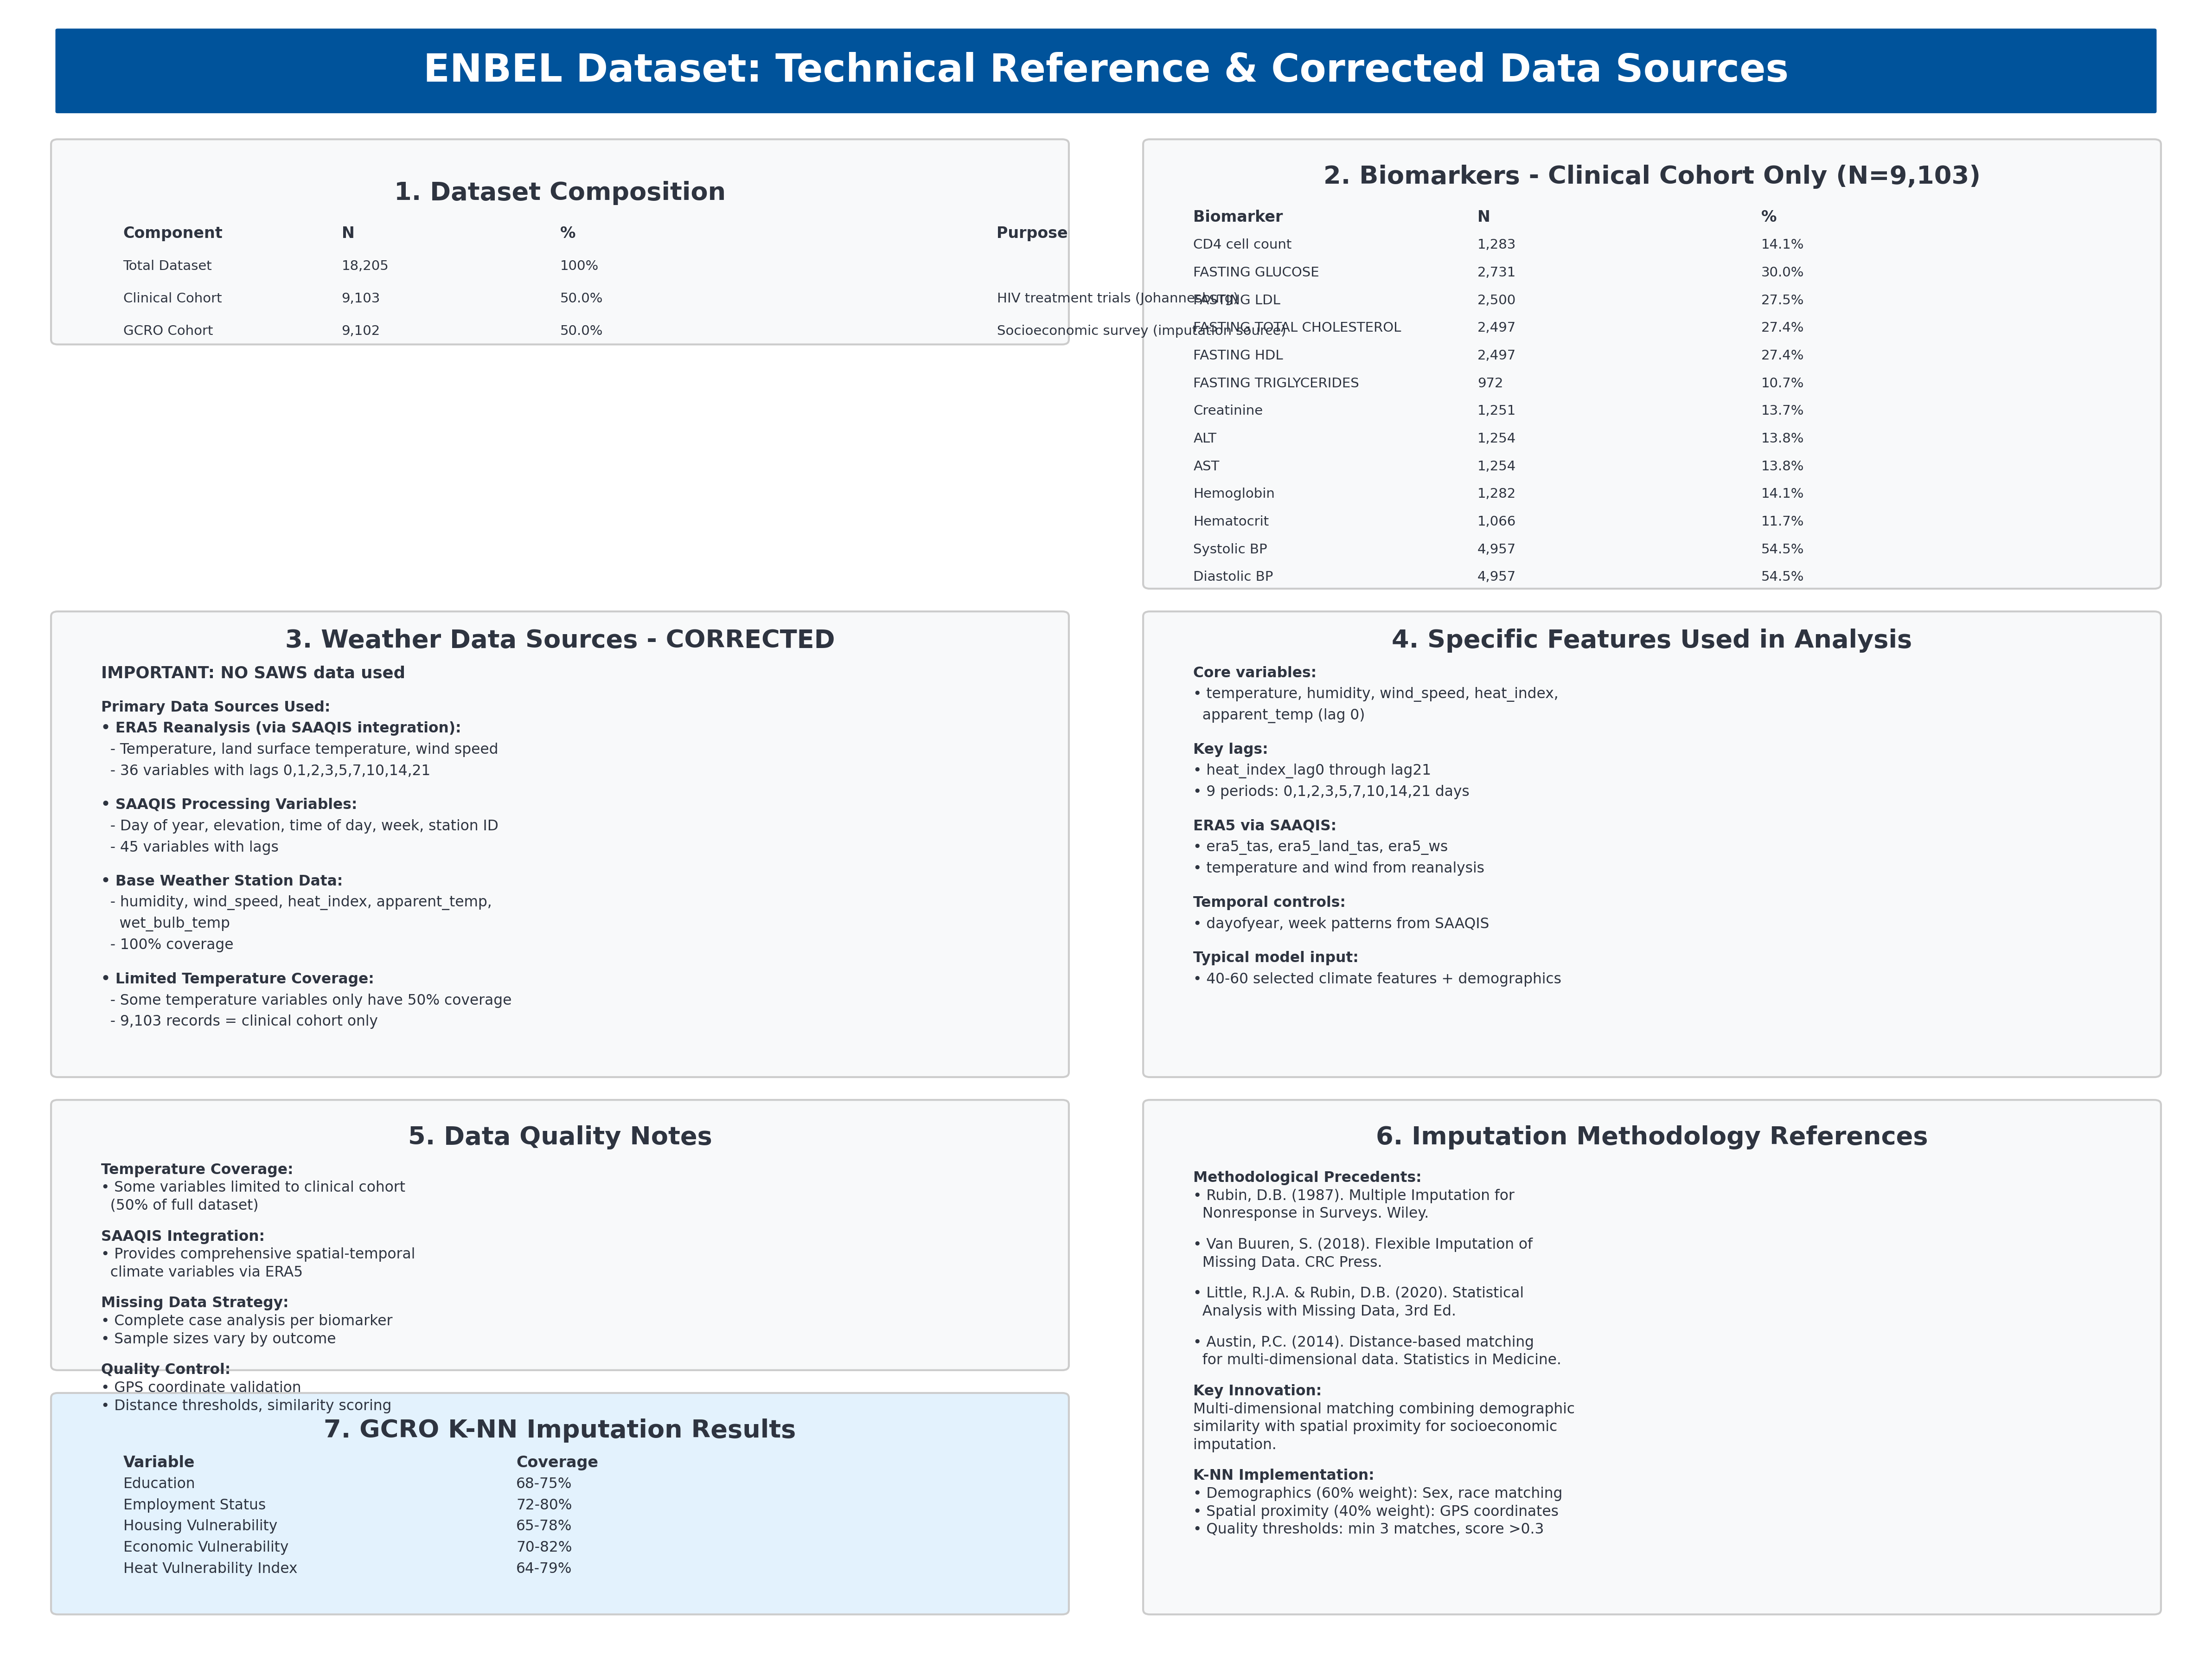 ENBEL Dataset: Technical Reference & Corrected Data Sources
1. Dataset Composition
Component N % Purpose
Total Dataset 18,205 100%
Clinical Cohort 9,103 50.0% HIV treatment trials (Johannesburg)
GCRO Cohort 9,102 50.0% Socioeconomic survey (imputation source)
2. Biomarkers - Clinical Cohort Only (N=9,103)
Biomarker N %
CD4 cell count 1,283 14.1%
FASTING GLUCOSE 2,731 30.0%
FASTING LDL 2,500 27.5%
FASTING TOTAL CHOLESTEROL 2,497 27.4%
FASTING HDL 2,497 27.4%
FASTING TRIGLYCERIDES 972 10.7%
Creatinine 1,251 13.7%
ALT 1,254 13.8%
AST 1,254 13.8%
Hemoglobin 1,282 14.1%
Hematocrit 1,066 11.7%
Systolic BP 4,957 54.5%
Diastolic BP 4,957 54.5%
3. Weather Data Sources - CORRECTED
IMPORTANT: NO SAWS data used
Primary Data Sources Used:
• ERA5 Reanalysis (via SAAQIS integration):
- Temperature, land surface temperature, wind speed
- 36 variables with lags 0,1,2,3,5,7,10,14,21
• SAAQIS Processing Variables:
- Day of year, elevation, time of day, week, station ID
- 45 variables with lags
• Base Weather Station Data:
- humidity, wind_speed, heat_index, apparent_temp,
wet_bulb_temp
- 100% coverage
• Limited Temperature Coverage:
- Some temperature variables only have 50% coverage
- 9,103 records = clinical cohort only
4. Specific Features Used in Analysis
Core variables:
• temperature, humidity, wind_speed, heat_index,
apparent_temp (lag 0)
Key lags:
• heat_index_lag0 through lag21
• 9 periods: 0,1,2,3,5,7,10,14,21 days
ERA5 via SAAQIS:
• era5_tas, era5_land_tas, era5_ws
• temperature and wind from reanalysis
Temporal controls:
• dayofyear, week patterns from SAAQIS
Typical model input:
• 40-60 selected climate features + demographics
5. Data Quality Notes
Temperature Coverage:
• Some variables limited to clinical cohort
(50% of full dataset)
SAAQIS Integration:
• Provides comprehensive spatial-temporal
climate variables via ERA5
Missing Data Strategy:
• Complete case analysis per biomarker
• Sample sizes vary by outcome
Quality Control:
• GPS coordinate validation
• Distance thresholds, similarity scoring
6. Imputation Methodology References
Methodological Precedents:
• Rubin, D.B. (1987). Multiple Imputation for
Nonresponse in Surveys. Wiley.
• Van Buuren, S. (2018). Flexible Imputation of
Missing Data. CRC Press.
• Little, R.J.A. & Rubin, D.B. (2020). Statistical
Analysis with Missing Data, 3rd Ed.
• Austin, P.C. (2014). Distance-based matching
for multi-dimensional data. Statistics in Medicine.
Key Innovation:
Multi-dimensional matching combining demographic
similarity with spatial proximity for socioeconomic
imputation.
K-NN Implementation:
• Demographics (60% weight): Sex, race matching
• Spatial proximity (40% weight): GPS coordinates
• Quality thresholds: min 3 matches, score >0.3
7. GCRO K-NN Imputation Results
Variable Coverage
Education 68-75%
Employment Status 72-80%
Housing Vulnerability 65-78%
Economic Vulnerability 70-82%
Heat Vulnerability Index 64-79%